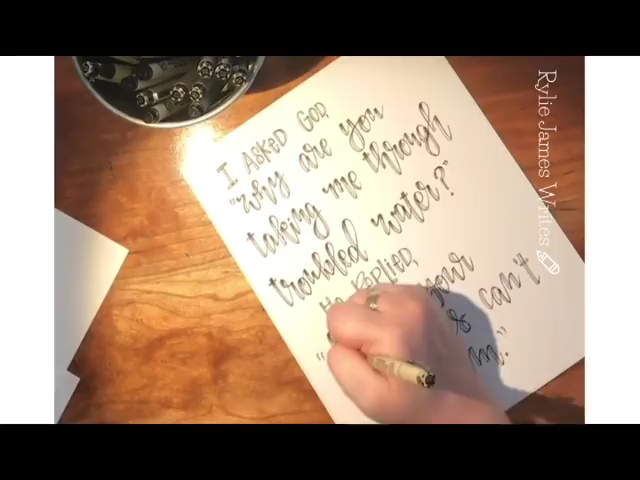 I ASKED GOD,
"Why are you
taking me through
troubled water?"
He REPLIED,
your
can't
Rylie James Writes